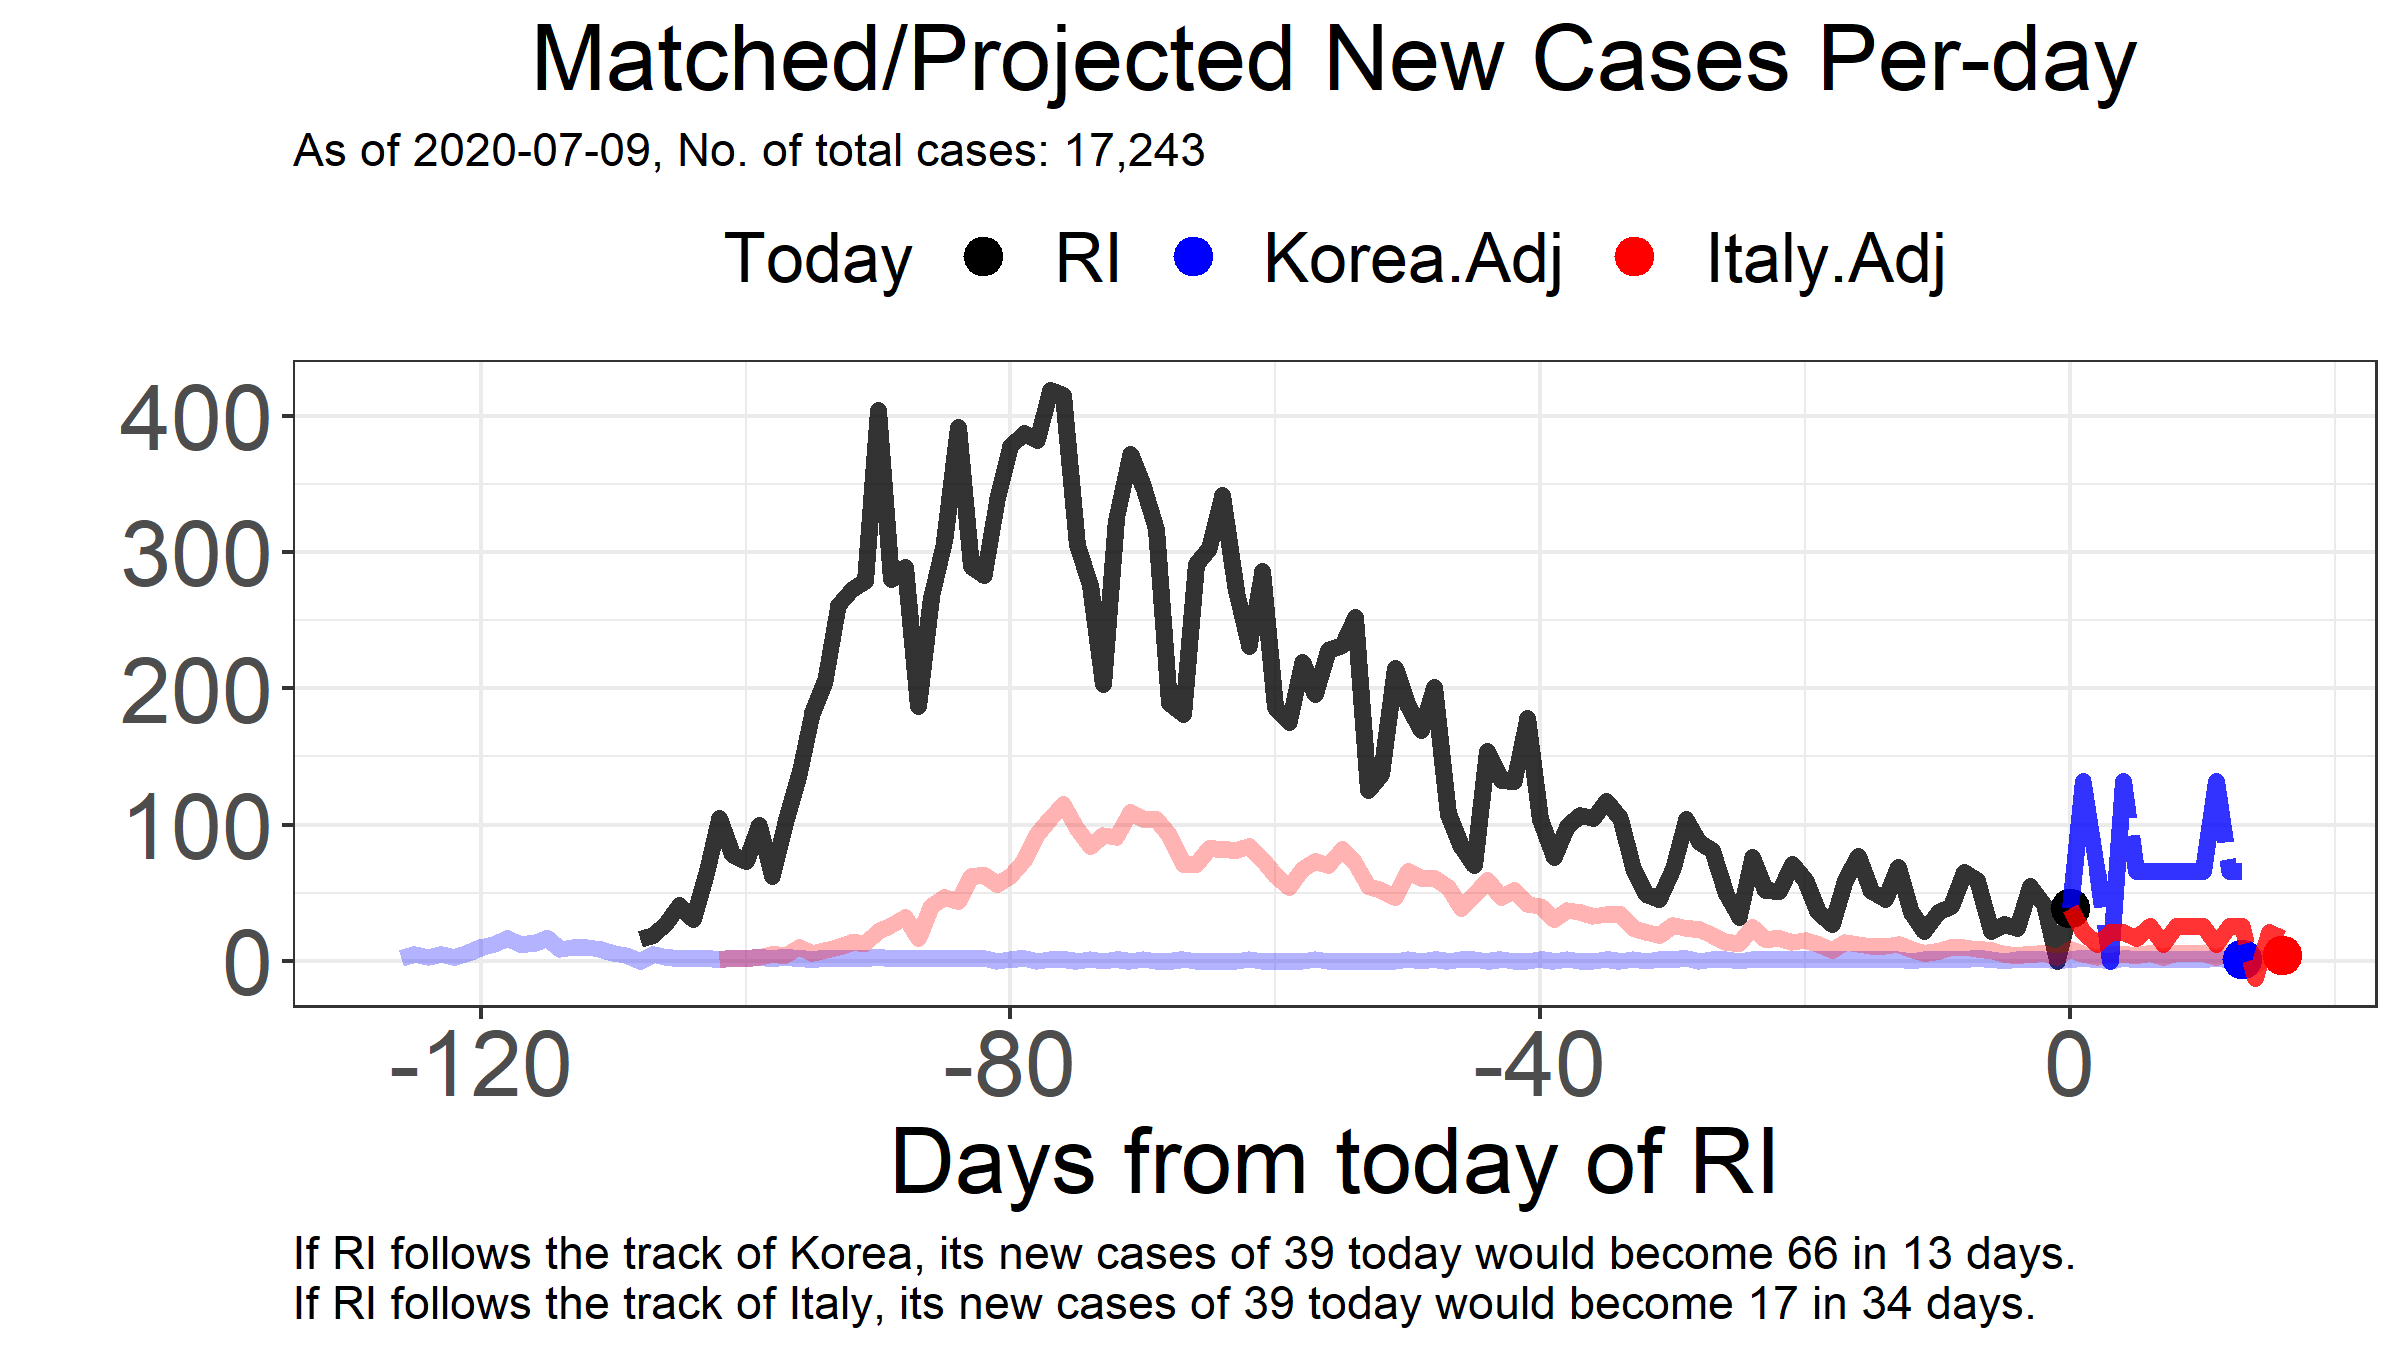 Matched/Projected New Cases Per-day
As of 2020-07-09, No. of total cases: 17,243
Today RI Korea.Adj Italy.Adj
400
300
200
100
0
-120 -80 -40 0
Days from today of RI
If RI follows the track of Korea, its new cases of 39 today would become 66 in 13 days.
If RI follows the track of Italy, its new cases of 39 today would become 17 in 34 days.